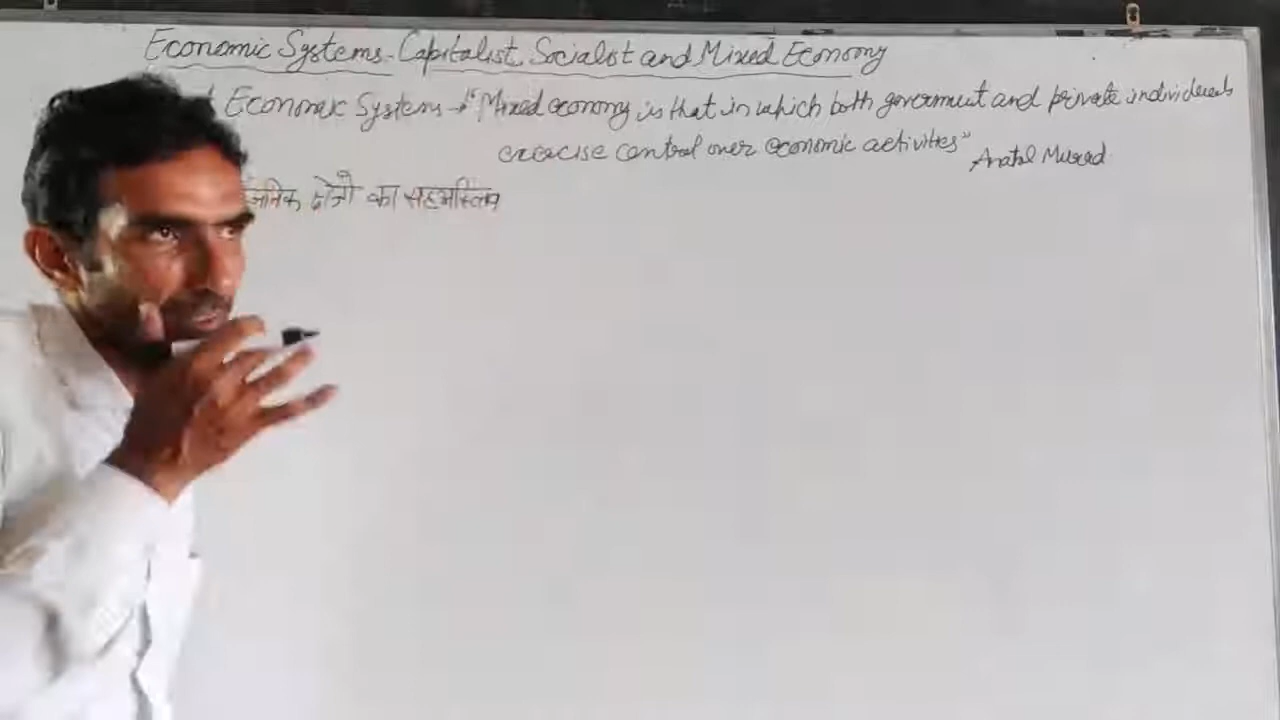 Economic Systems - Capitalist, Socialist and Mixed Economy
Economic Systems → "Mixed economy is that in which both government and private individuals
exercise control over economic activities"
Anatol Murad
क्षेत्रों का सहअस्तित्व